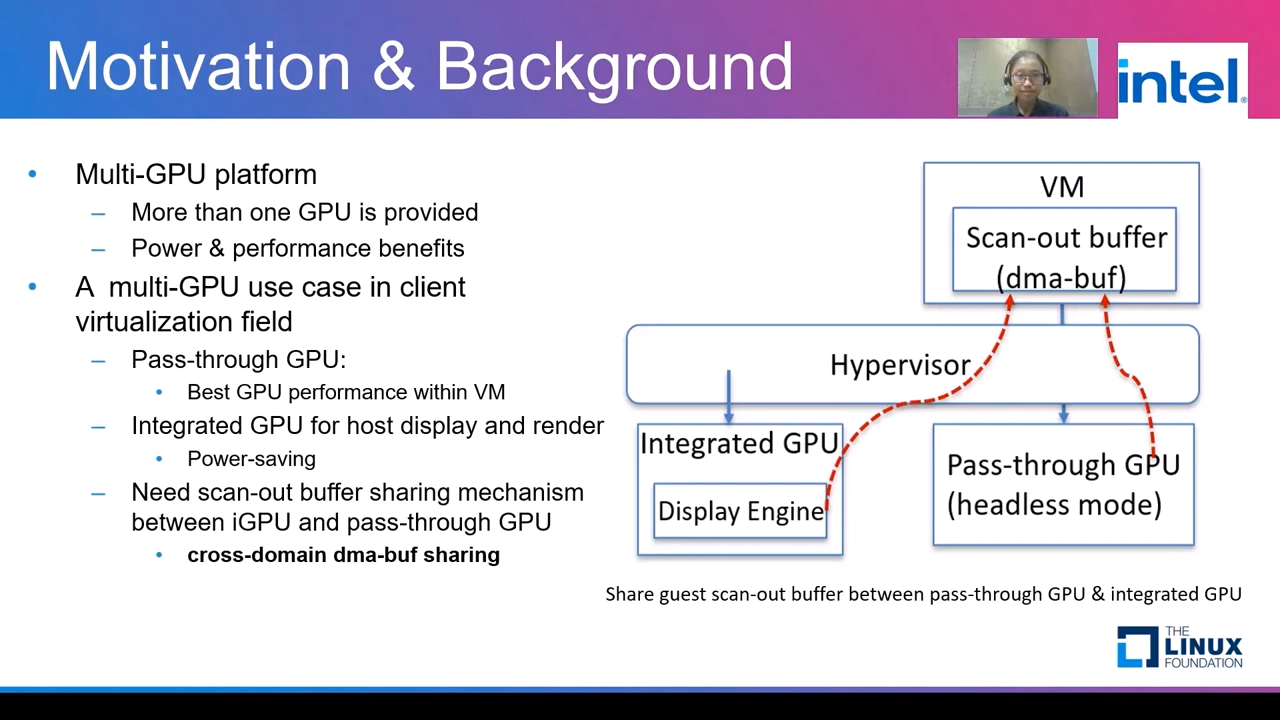 Motivation & Background
intel
Multi-GPU platform
– More than one GPU is provided
– Power & performance benefits
A multi-GPU use case in client
virtualization field
– Pass-through GPU:
• Best GPU performance within VM
– Integrated GPU for host display and render
• Power-saving
– Need scan-out buffer sharing mechanism
between iGPU and pass-through GPU
• cross-domain dma-buf sharing
VM
Scan-out buffer
(dma-buf)
Hypervisor
Integrated GPU
Display Engine
Pass-through GPU
(headless mode)
Share guest scan-out buffer between pass-through GPU & integrated GPU
THE
LINUX
FOUNDATION